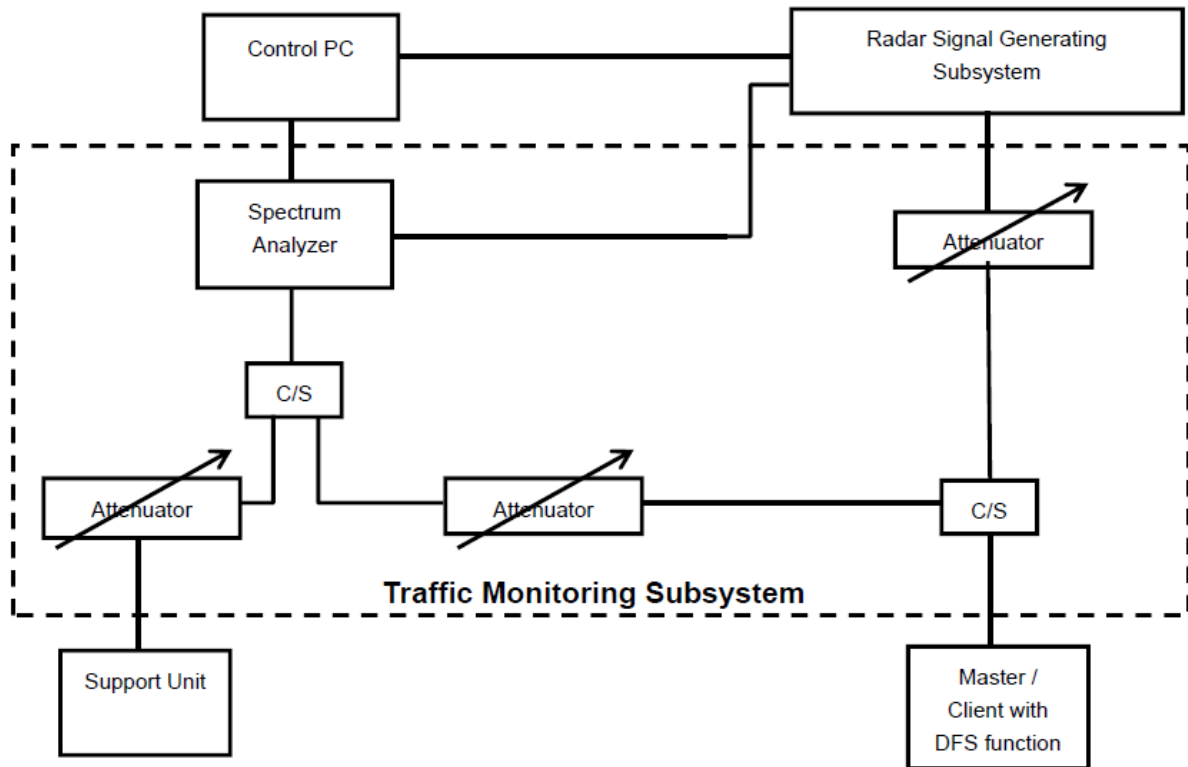 Control PC
Radar Signal Generating
Subsystem
Spectrum
Analyzer
Attenuator
C/S
Attenuator
Attenuator
C/S
Traffic Monitoring Subsystem
Support Unit
Master /
Client with
DFS function